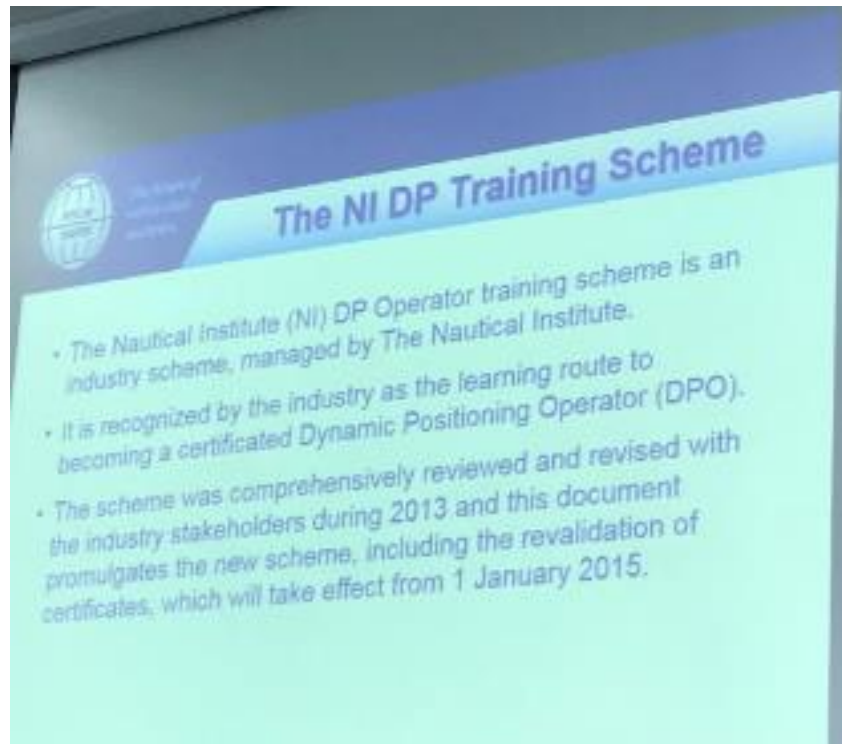 The NI DP Training Scheme
• The Nautical Institute (NI) DP Operator training scheme is an
industry scheme, managed by The Nautical Institute.
• It is recognized by the industry as the learning route to
becoming a certificated Dynamic Positioning Operator (DPO).
• The scheme was comprehensively reviewed and revised with
the industry stakeholders during 2013 and this document
promulgates the new scheme, including the revalidation of
certificates, which will take effect from 1 January 2015.